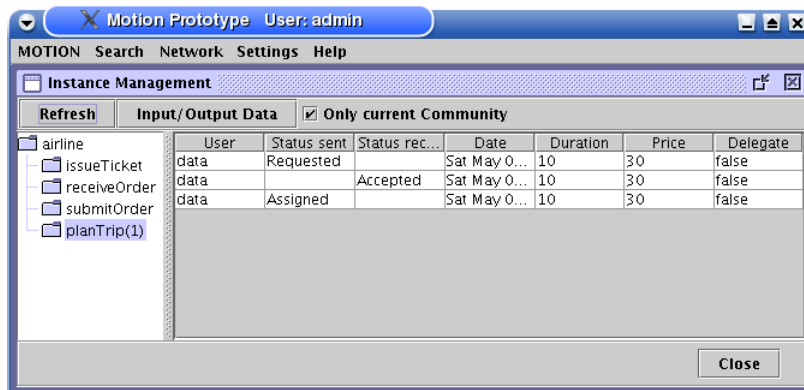 Motion Prototype User: admin
MOTION Search Network Settings Help
Instance Management
Refresh Input/Output Data Only current Community
airline
issueTicket
receiveOrder
submitOrder
planTrip(1)
User Status sent Status rec... Date Duration Price Delegate
data Requested Sat May 0... 10 30 false
data Accepted Sat May 0... 10 30 false
data Assigned Sat May 0... 10 30 false
Close